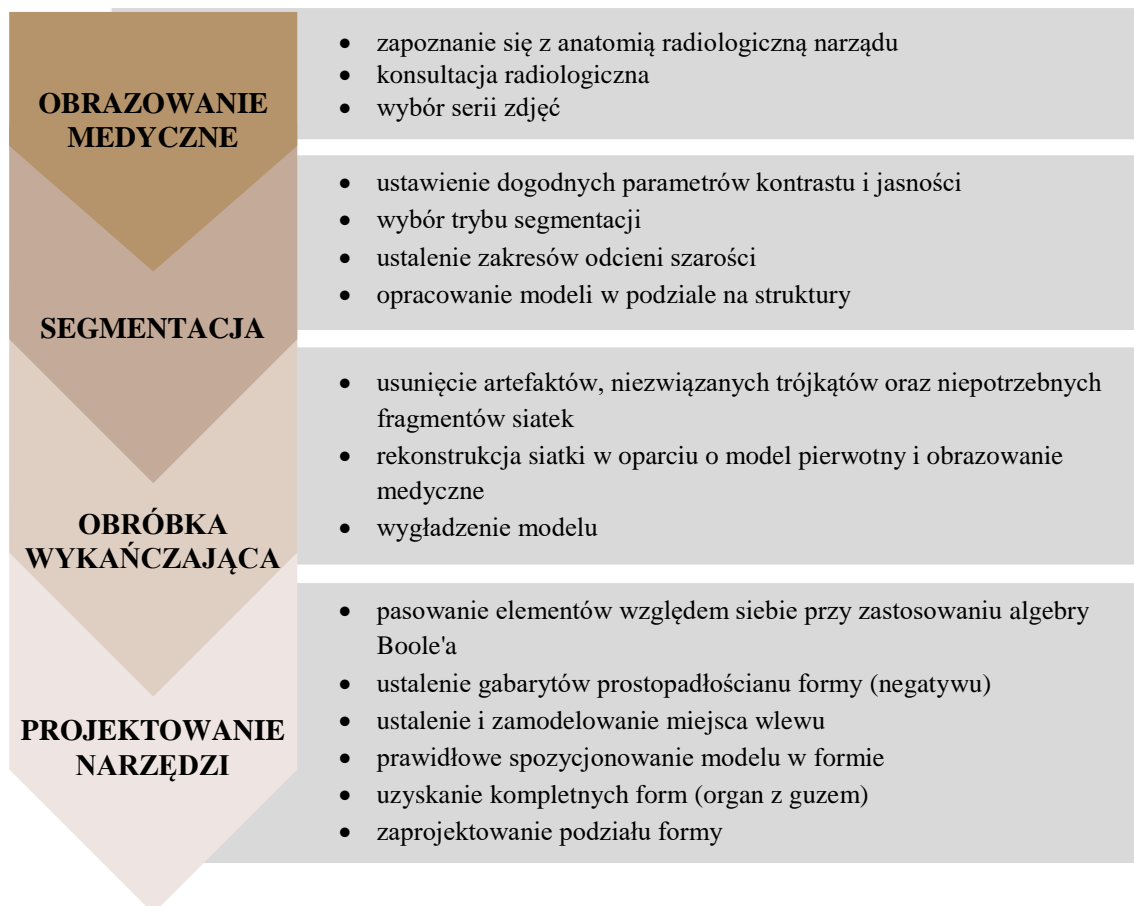 OBRAZOWANIE
MEDYCZNE
• zapoznanie się z anatomią radiologiczną narządu
• konsultacja radiologiczna
• wybór serii zdjęć
SEGMENTACJA
• ustawienie dogodnych parametrów kontrastu i jasności
• wybór trybu segmentacji
• ustalenie zakresów odcieni szarości
• opracowanie modeli w podziale na struktury
OBRÓBKA
WYKAŃCZAJĄCA
• usunięcie artefaktów, niezwiązanych trójkątów oraz niepotrzebnych
fragmentów siatek
• rekonstrukcja siatki w oparciu o model pierwotny i obrazowanie
medyczne
• wygładzenie modelu
PROJEKTOWANIE
NARZĘDZI
• pasowanie elementów względem siebie przy zastosowaniu algebry
Boole'a
• ustalenie gabarytów prostopadłościanu formy (negatywu)
• ustalenie i zamodelowanie miejsca wlewu
• prawidłowe spozycjonowanie modelu w formie
• uzyskanie kompletnych form (organ z guzem)
• zaprojektowanie podziału formy